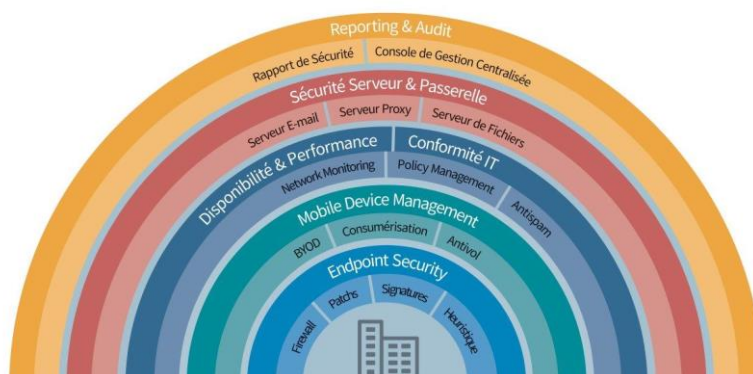 Reporting & Audit
Rapport de Sécurité
Console de Gestion Centralisée
Sécurité Serveur & Passerelle
Serveur E-mail
Serveur Proxy
Serveur de Fichiers
Disponibilité & Performance
Conformité IT
Network Monitoring
Policy Management
Antispam
Mobile Device Management
BYOD
Consumérisation
Antivol
Endpoint Security
Firewall
Patchs
Signatures
Heuristique